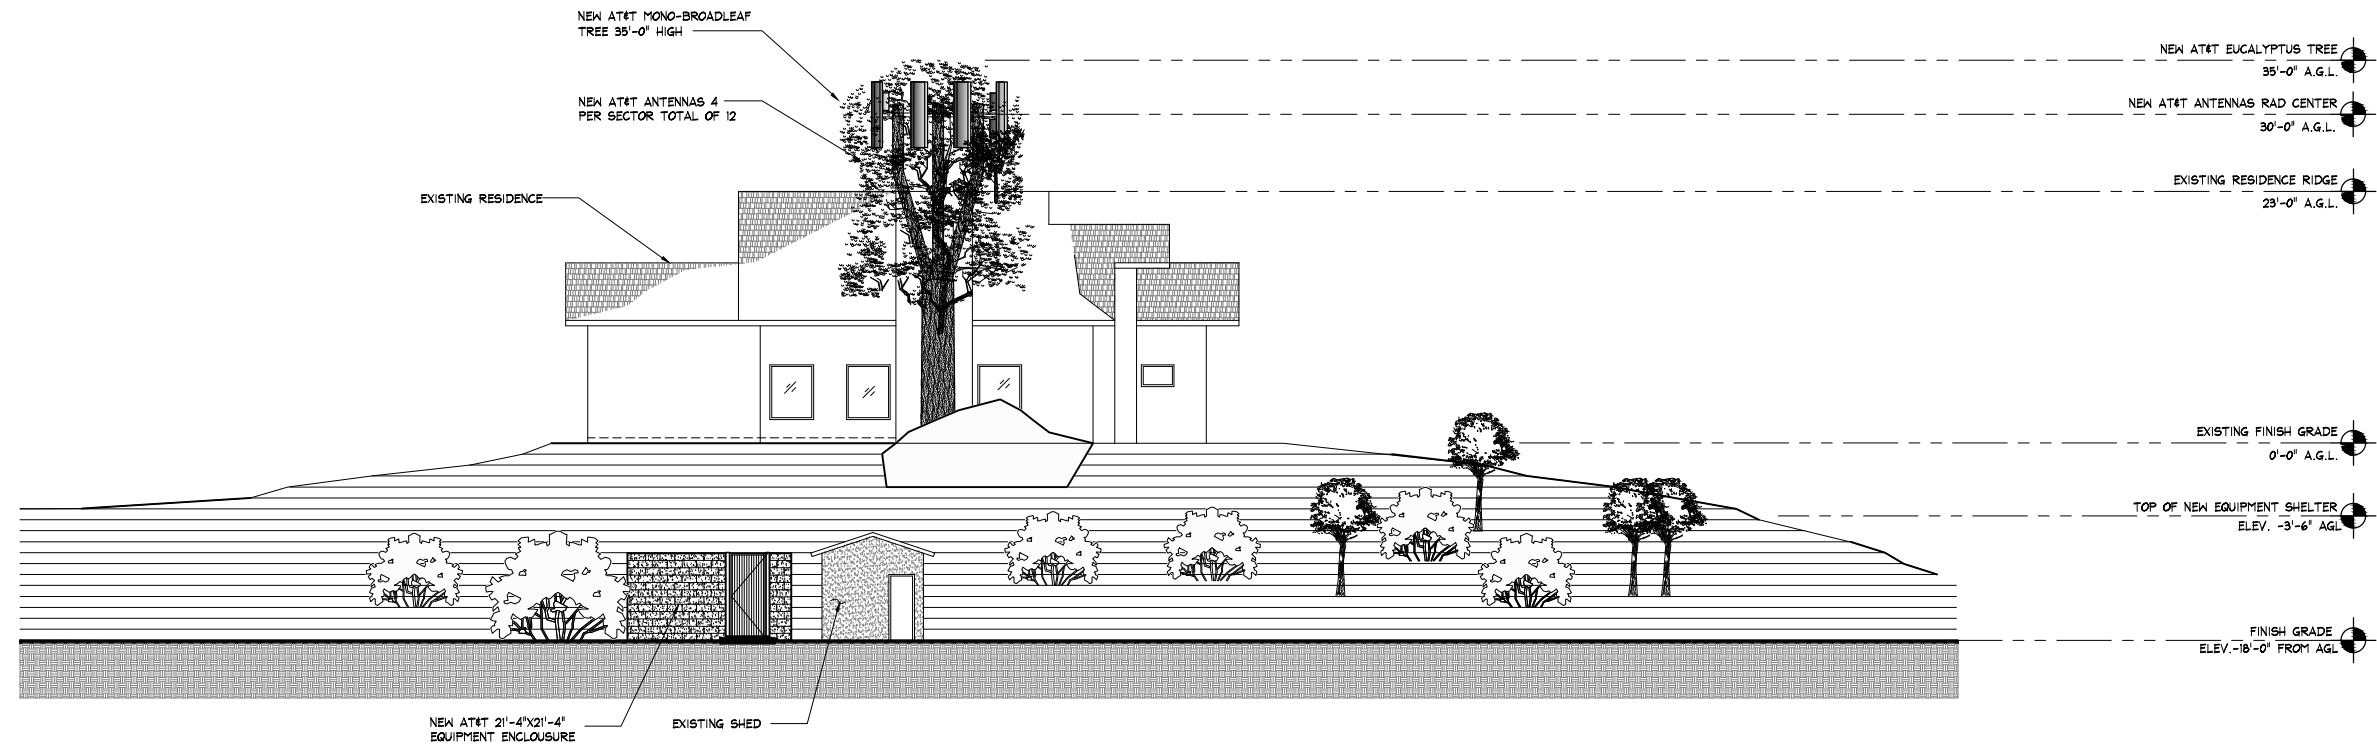 NEW AT&T MONO-BROADLEAF
TREE 35'-0" HIGH
NEW AT&T ANTENNAS 4
PER SECTOR TOTAL OF 12
EXISTING RESIDENCE
NEW AT&T EUCALYPTUS TREE
35'-0" A.G.L.
NEW AT&T ANTENNAS RAD CENTER
30'-0" A.G.L.
EXISTING RESIDENCE RIDGE
23'-0" A.G.L.
EXISTING FINISH GRADE
0'-0" A.G.L.
TOP OF NEW EQUIPMENT SHELTER
ELEV. -3'-6" AGL
FINISH GRADE
ELEV.-18'-0" FROM AGL
NEW AT&T 21'-4"X21'-4"
EQUIPMENT ENCLOUSURE
EXISTING SHED